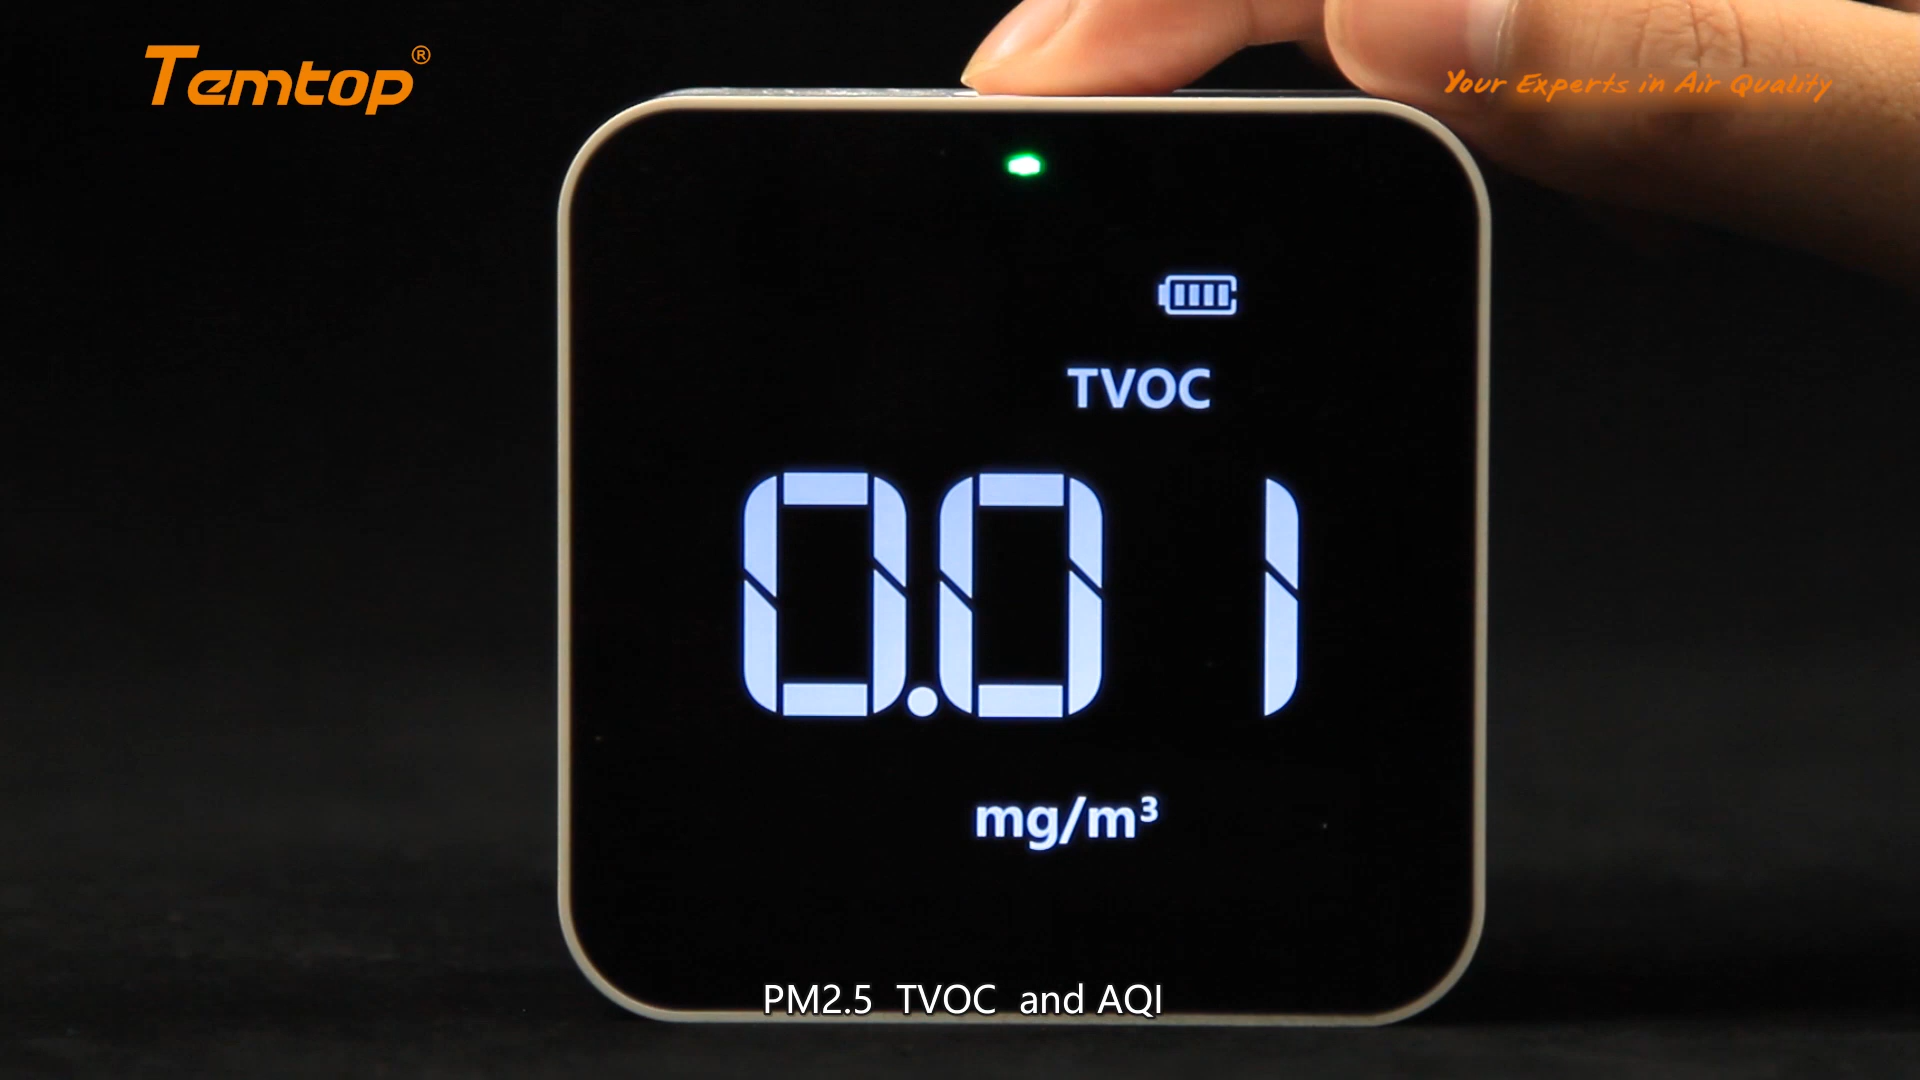 Temtop®
Your Experts in Air Quality
TVOC
0.01
mg/m³
PM2.5 TVOC and AQI